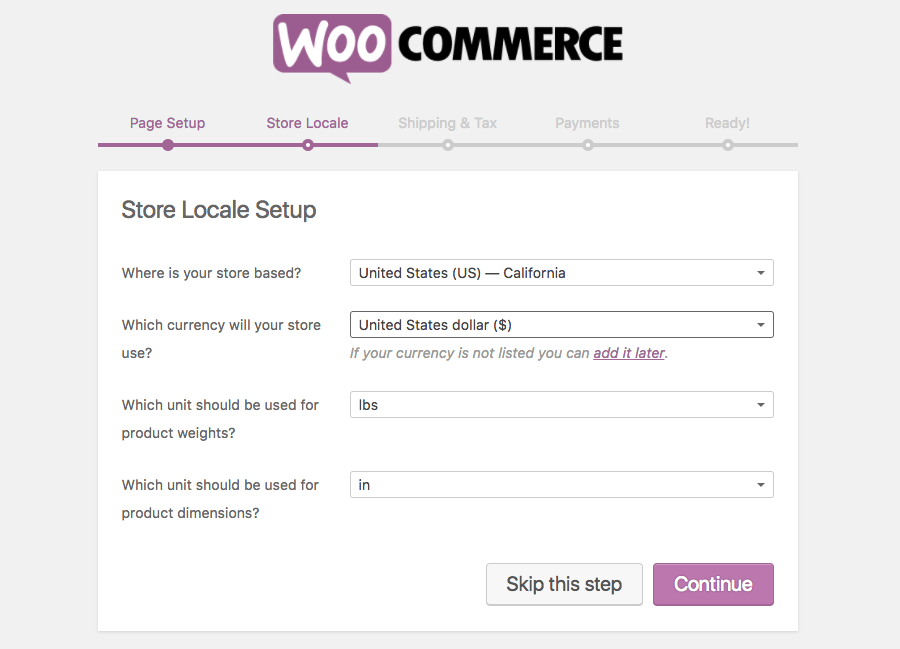 WOO COMMERCE
Page Setup Store Locale Shipping & Tax Payments Ready!
Store Locale Setup
Where is your store based? United States (US) — California
Which currency will your store use? United States dollar ($)
If your currency is not listed you can add it later.
Which unit should be used for product weights? lbs
Which unit should be used for product dimensions? in
Skip this step Continue